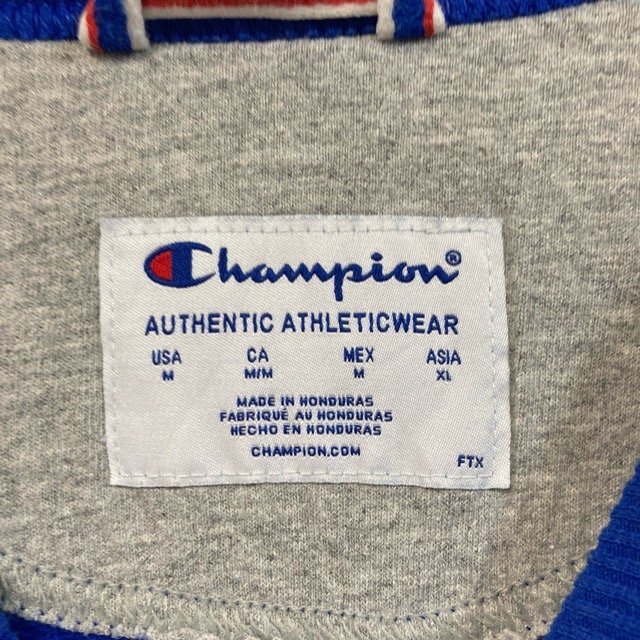 Champion®
AUTHENTIC ATHLETICWEAR
USA CA MEX ASIA
M M/M M XL
MADE IN HONDURAS
FABRIQUÉ AU HONDURAS
HECHO EN HONDURAS
CHAMPION.COM
FTX